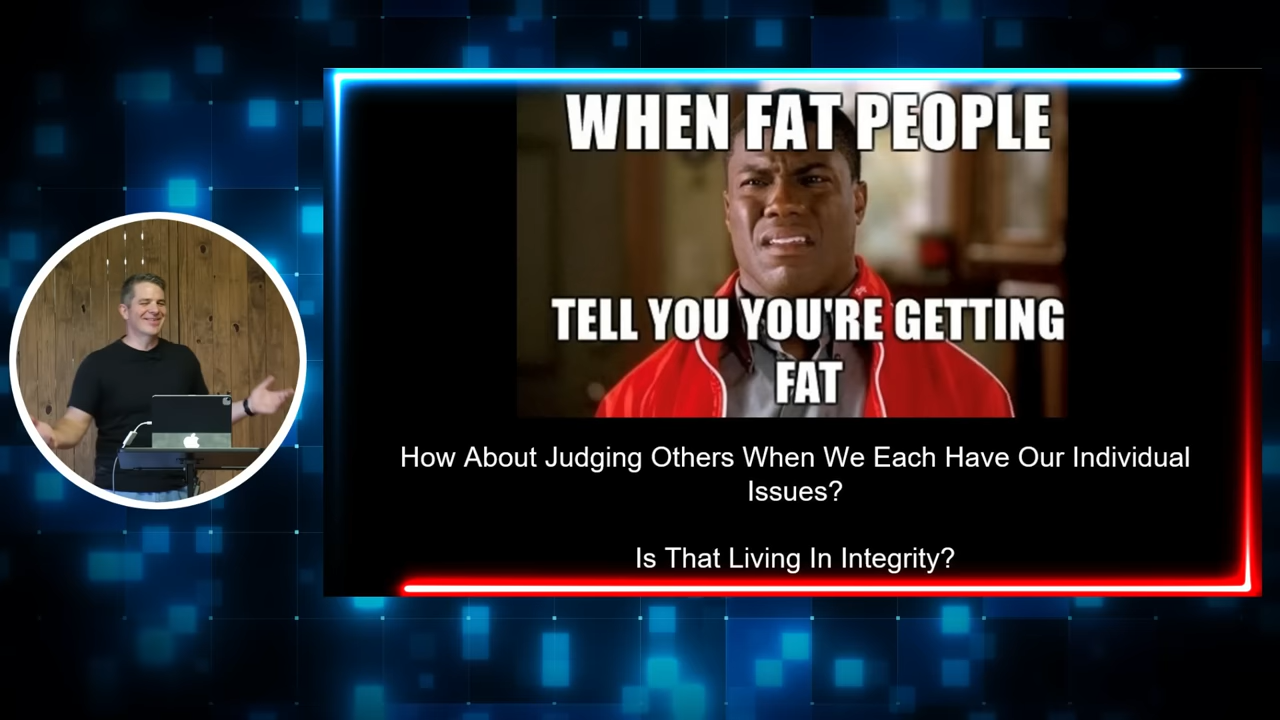 WHEN FAT PEOPLE
TELL YOU YOU'RE GETTING
FAT
How About Judging Others When We Each Have Our Individual
Issues?
Is That Living In Integrity?